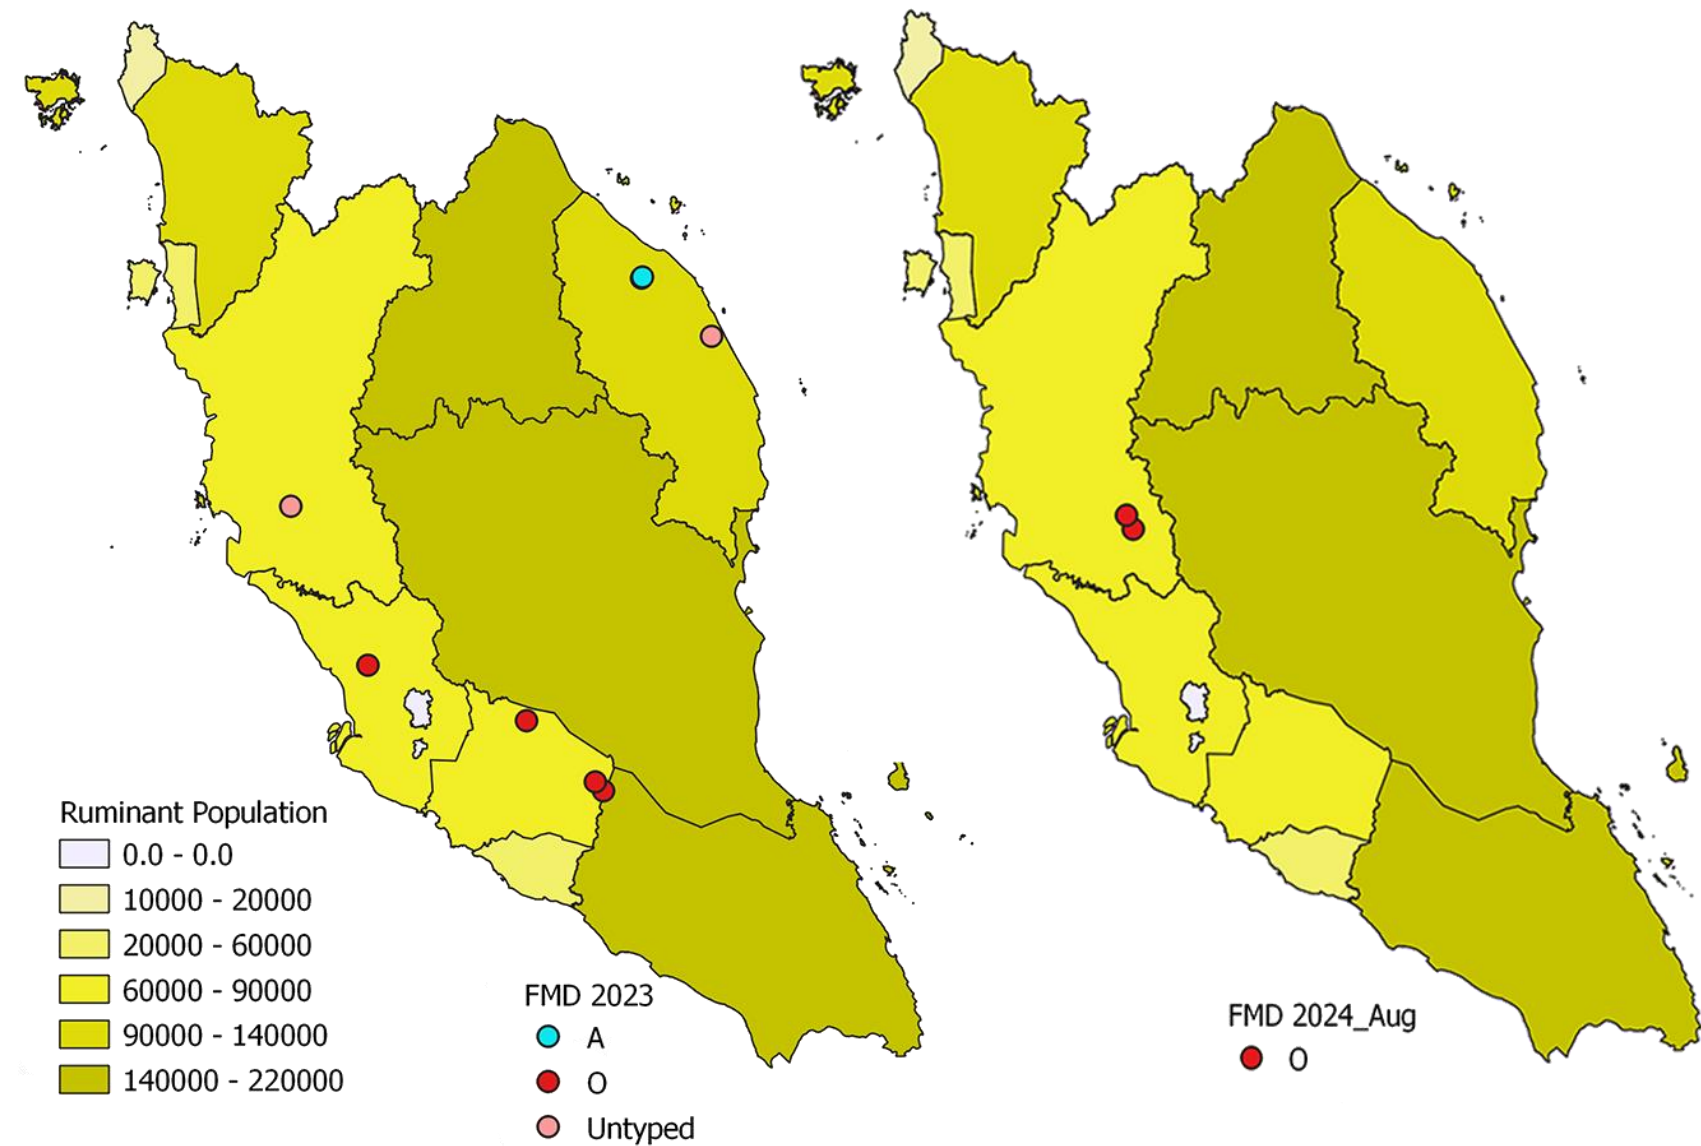 Ruminant Population
0.0 - 0.0
10000 - 20000
20000 - 60000
60000 - 90000
90000 - 140000
140000 - 220000
FMD 2023
A
O
Untyped
FMD 2024_Aug
O